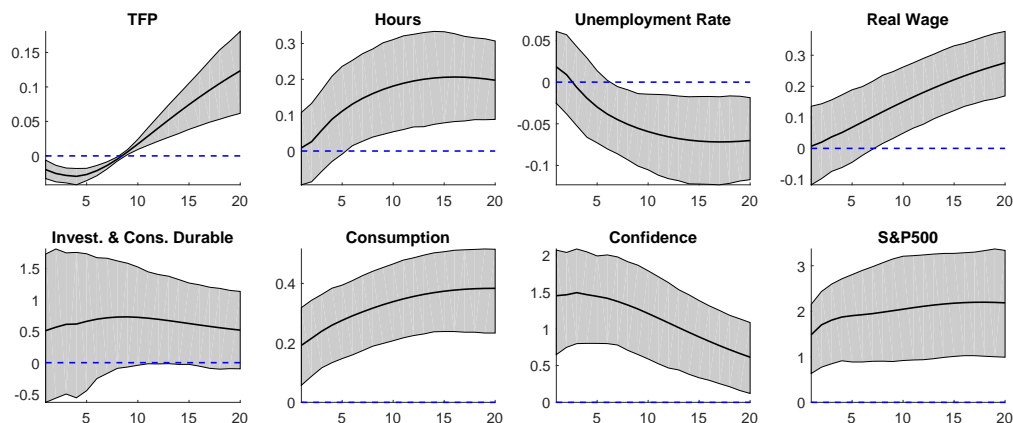 TFP
0.15
0.1
0.05
0
5 10 15 20
Hours
0.3
0.2
0.1
0
5 10 15 20
Unemployment Rate
0.05
0
-0.05
-0.1
5 10 15 20
Real Wage
0.3
0.2
0.1
0
-0.1
5 10 15 20
Invest. & Cons. Durable
1.5
1
0.5
0
-0.5
5 10 15 20
Consumption
0.4
0.2
0
5 10 15 20
Confidence
2
1.5
1
0.5
0
5 10 15 20
S&P500
3
2
1
0
5 10 15 20